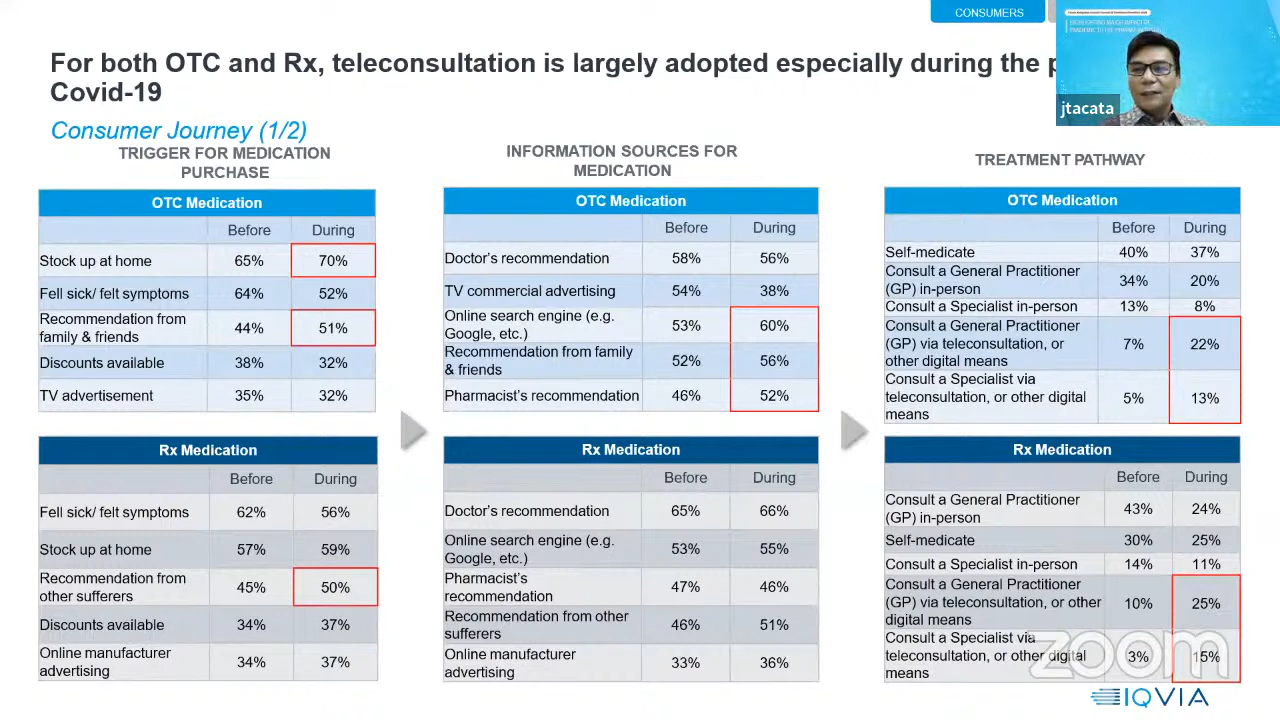 CONSUMERS
For both OTC and Rx, teleconsultation is largely adopted especially during the p
Covid-19
jtacata
Consumer Journey (1/2)
TRIGGER FOR MEDICATION
PURCHASE
OTC Medication
Before During
Stock up at home 65% 70%
Fell sick/ felt symptoms 64% 52%
Recommendation from
family & friends 44% 51%
Discounts available 38% 32%
TV advertisement 35% 32%
Rx Medication
Before During
Fell sick/ felt symptoms 62% 56%
Stock up at home 57% 59%
Recommendation from
other sufferers 45% 50%
Discounts available 34% 37%
Online manufacturer
advertising 34% 37%
INFORMATION SOURCES FOR
MEDICATION
OTC Medication
Before During
Doctor's recommendation 58% 56%
TV commercial advertising 54% 38%
Online search engine (e.g.
Google, etc.) 53% 60%
Recommendation from family
& friends 52% 56%
Pharmacist's recommendation 46% 52%
Rx Medication
Before During
Doctor's recommendation 65% 66%
Online search engine (e.g.
Google, etc.) 53% 55%
Pharmacist's
recommendation 47% 46%
Recommendation from other
sufferers 46% 51%
Online manufacturer
advertising 33% 36%
TREATMENT PATHWAY
OTC Medication
Before During
Self-medicate 40% 37%
Consult a General Practitioner
(GP) in-person 34% 20%
Consult a Specialist in-person 13% 8%
Consult a General Practitioner
(GP) via teleconsultation, or
other digital means 7% 22%
Consult a Specialist via
teleconsultation, or other digital
means 5% 13%
Rx Medication
Before During
Consult a General Practitioner
(GP) in-person 43% 24%
Self-medicate 30% 25%
Consult a Specialist in-person 14% 11%
Consult a General Practitioner
(GP) via teleconsultation, or other
digital means 10% 25%
Consult a Specialist via
teleconsultation, or other digital
means 3% 15%
zoom
IQVIA